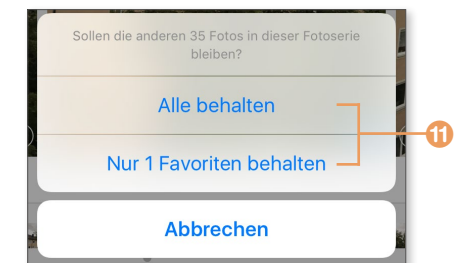 Sollen die anderen 35 Fotos in dieser Fotoserie
bleiben?
Alle behalten
11
Nur 1 Favoriten behalten
Abbrechen